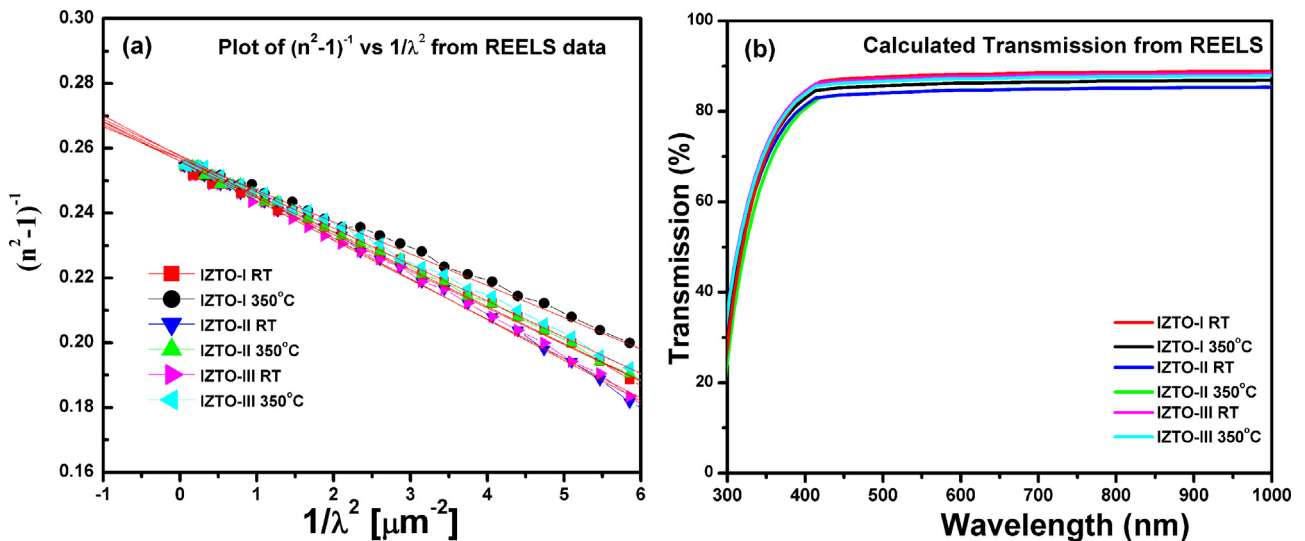 (a)
Plot of (n²-1)⁻¹ vs 1/λ² from REELS data
(n²-1)⁻¹
0.30
0.28
0.26
0.24
0.22
0.20
0.18
0.16
IZTO-I RT
IZTO-I 350°C
IZTO-II RT
IZTO-II 350°C
IZTO-III RT
IZTO-III 350°C
-1 0 1 2 3 4 5 6
1/λ² [μm⁻²]
(b)
Calculated Transmission from REELS
Transmission (%)
100
80
60
40
20
0
IZTO-I RT
IZTO-I 350°C
IZTO-II RT
IZTO-II 350°C
IZTO-III RT
IZTO-III 350°C
300 400 500 600 700 800 900 1000
Wavelength (nm)